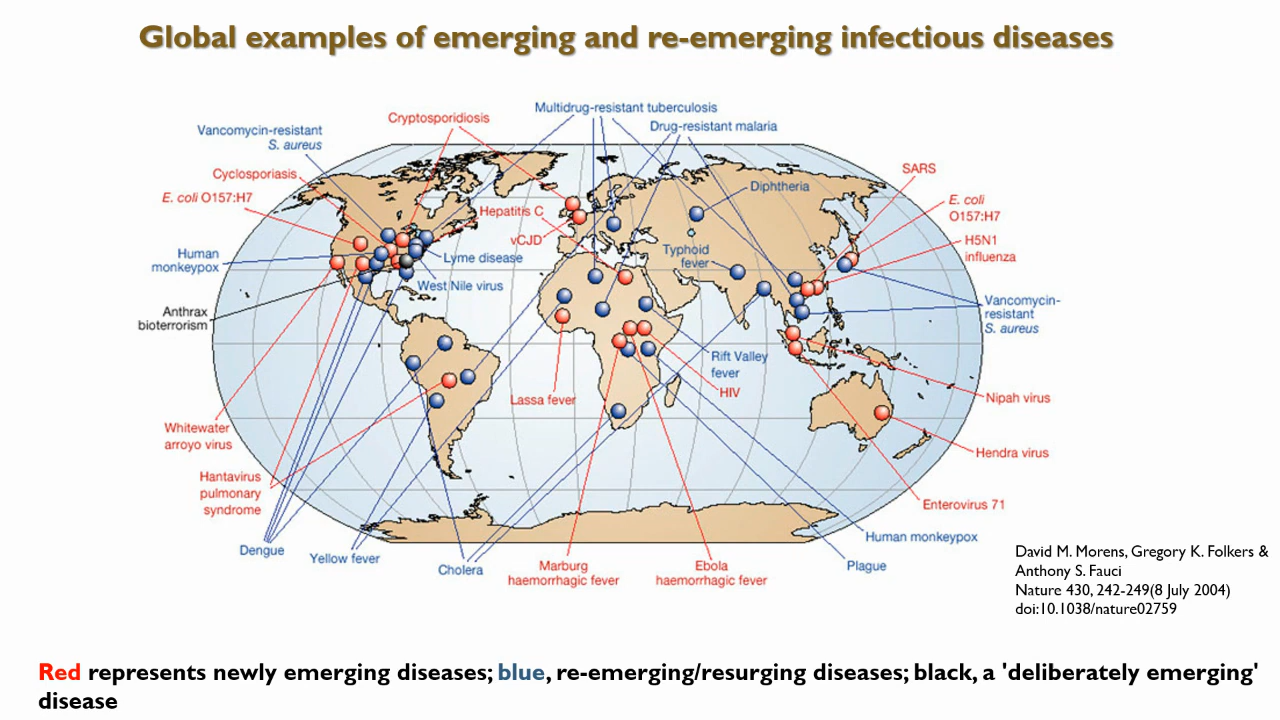 Global examples of emerging and re-emerging infectious diseases
Multidrug-resistant tuberculosis
Cryptosporidiosis
Drug-resistant malaria
Vancomycin-resistant
S. aureus
Cyclosporiasis
E. coli O157:H7
SARS
Diphtheria
E. coli
O157:H7
Hepatitis C
vCJD
H5N1
influenza
Human
monkeypox
Lyme disease
Typhoid
fever
West Nile virus
Anthrax
bioterrorism
Vancomycin-
resistant
S. aureus
Rift Valley
fever
HIV
Lassa fever
Nipah virus
Whitewater
arroyo virus
Hendra virus
Hantavirus
pulmonary
syndrome
Enterovirus 71
Human monkeypox
Dengue
Yellow fever
Cholera
Marburg
haemorrhagic fever
Ebola
haemorrhagic fever
Plague
David M. Morens, Gregory K. Folkers &
Anthony S. Fauci
Nature 430, 242-249(8 July 2004)
doi:10.1038/nature02759
Red represents newly emerging diseases; blue, re-emerging/resurging diseases; black, a 'deliberately emerging'
disease